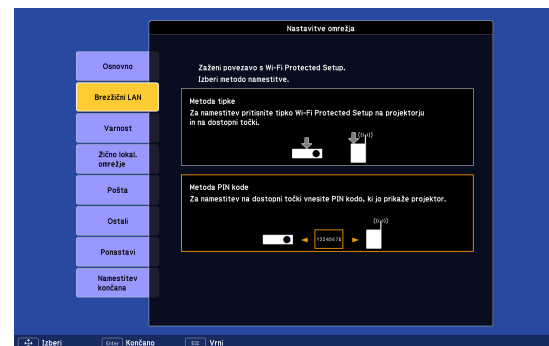 Nastavitve omrežja
Osnovno
Brezžični LAN
Varnost
Žično lokal.
omrežje
Pošta
Ostali
Ponastavi
Namestitev
končana
Zaženi povezavo s Wi-Fi Protected Setup.
Izberi metodo namestitve.
Metoda tipke
Za namestitev pritisnite tipko Wi-Fi Protected Setup na projektorju
in na dostopni točki.
Metoda PIN kode
Za namestitev na dostopni točki vnesite PIN kodo, ki jo prikaže projektor.
12345678
Izberi
Enter Končano
ESC Vrni